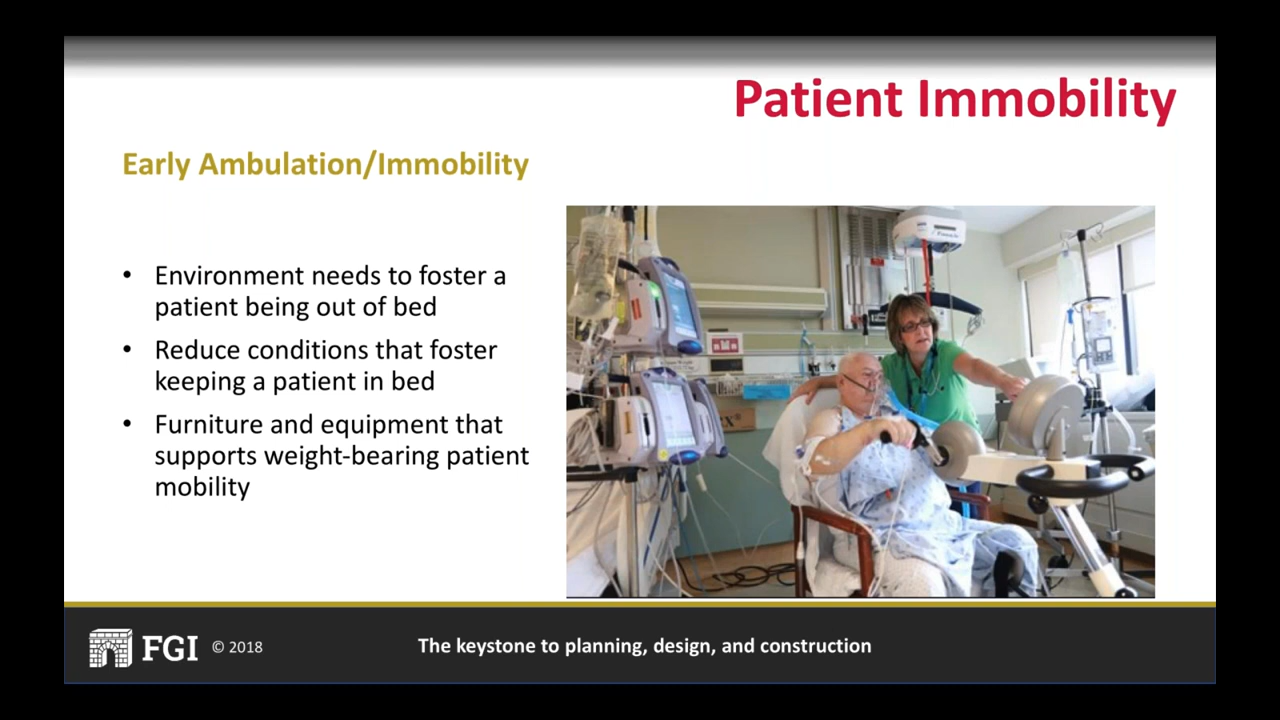 Patient Immobility
Early Ambulation/Immobility
• Environment needs to foster a
patient being out of bed
• Reduce conditions that foster
keeping a patient in bed
• Furniture and equipment that
supports weight-bearing patient
mobility
FGI © 2018
The keystone to planning, design, and construction